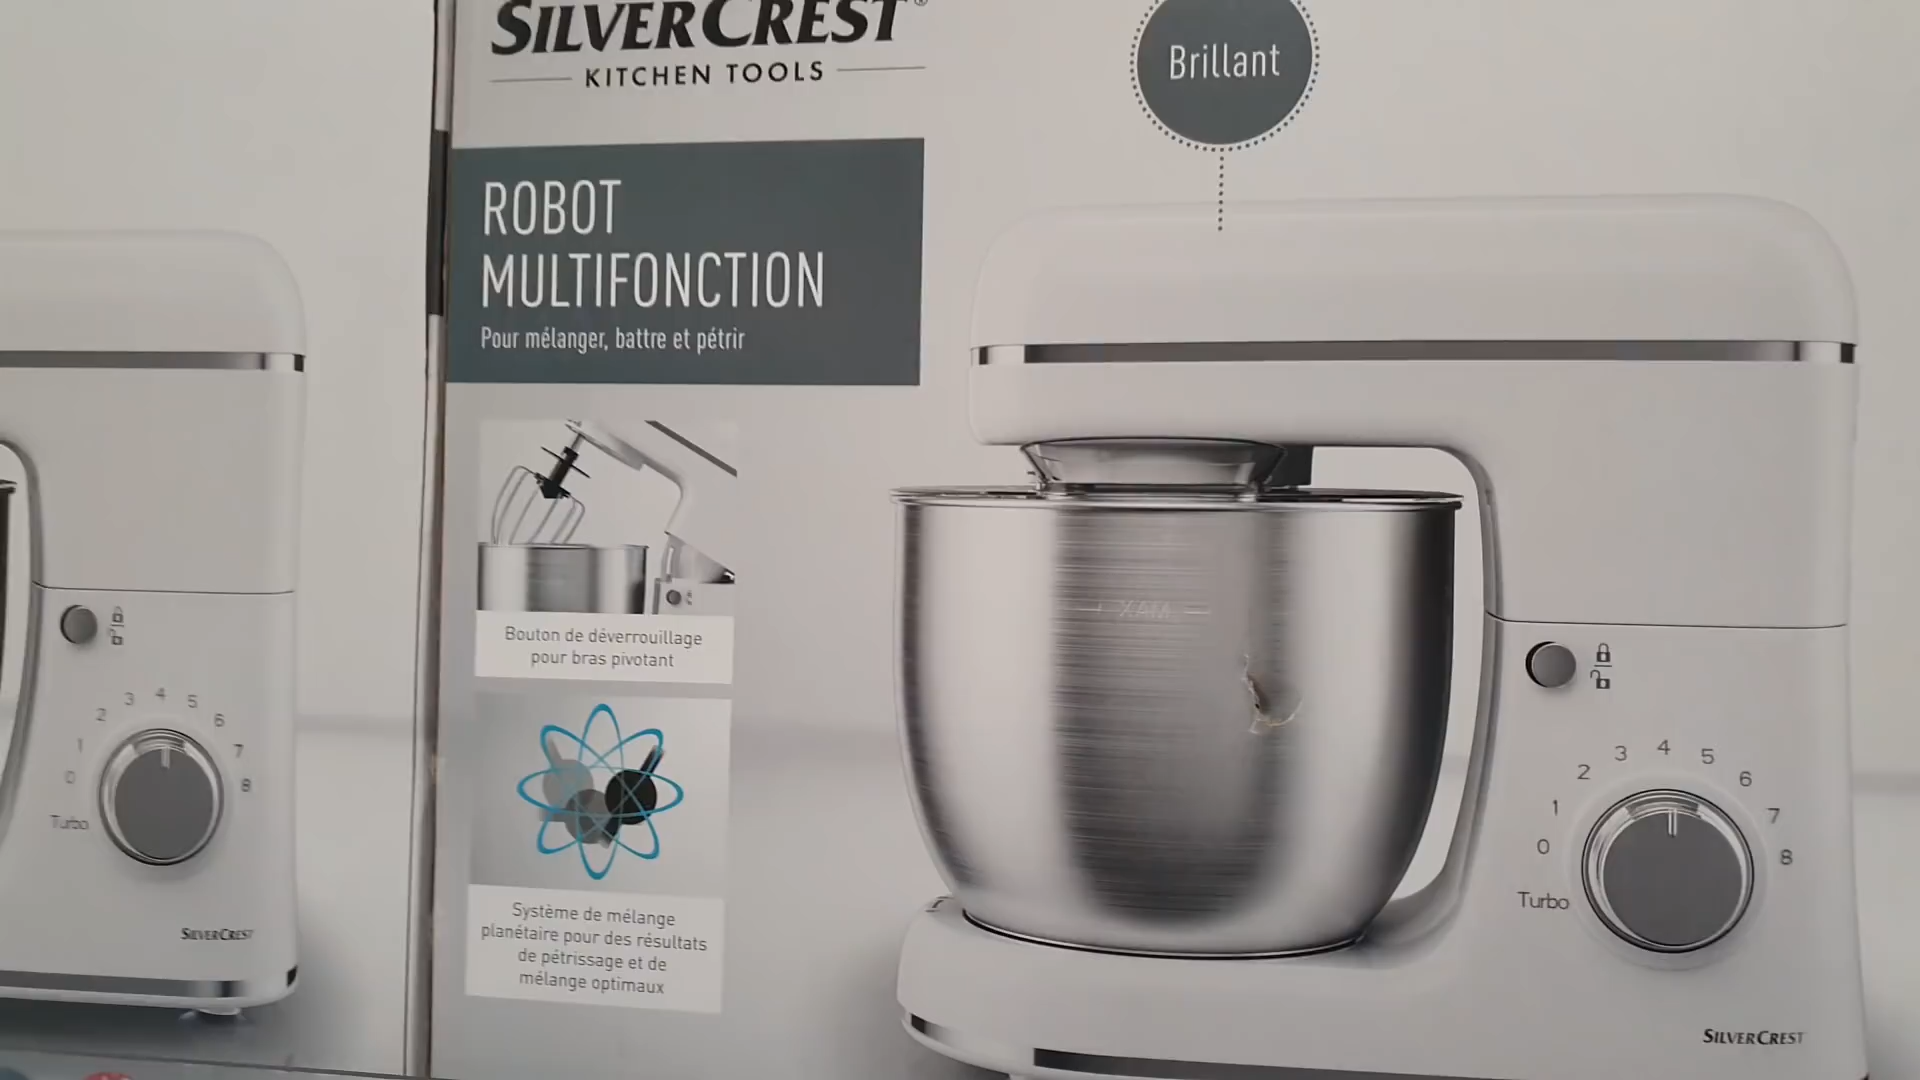 SILVERCREST®
KITCHEN TOOLS
Brillant
ROBOT
MULTIFONCTION
Pour mélanger, battre et pétrir
Bouton de déverrouillage
pour bras pivotant
Système de mélange
planétaire pour des résultats
de pétrissage et de
mélange optimaux
MAX
Turbo 0 1 2 3 4 5 6 7 8
SILVERCREST
Turbo 0 1 2 3 4 5 6 7 8
SILVERCREST